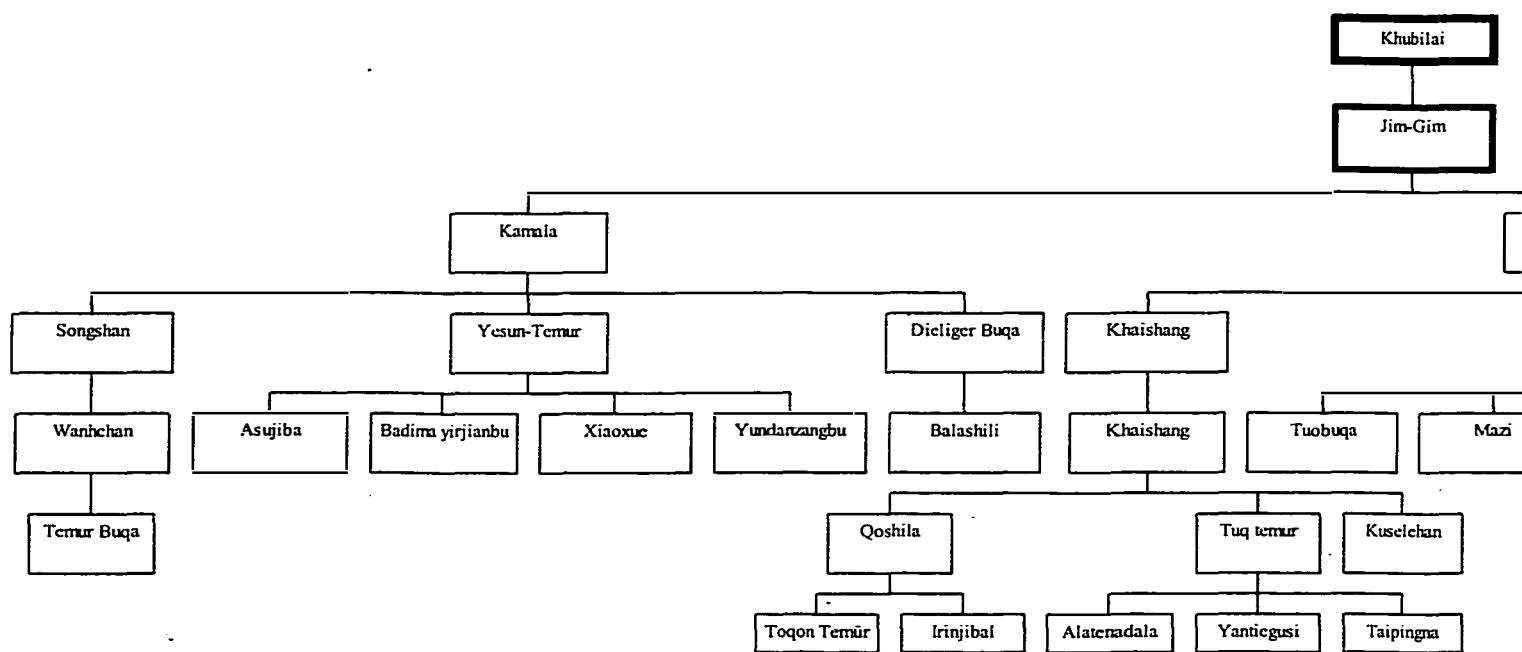 Khubilai
Jim-Gim
Kamala
Songshan
Yesun-Temur
Dieliger Buqa
Khaishang
Wanhchan
Asujiba
Badima yirjianbu
Xiaoxue
Yundanzangbu
Balashili
Khaishang
Tuobuqa
Mazi
Temur Buqa
Qoshila
Tuq temur
Kuselehan
Toqon Temür
Irinjibal
Alatenadala
Yantiegusi
Taipingna